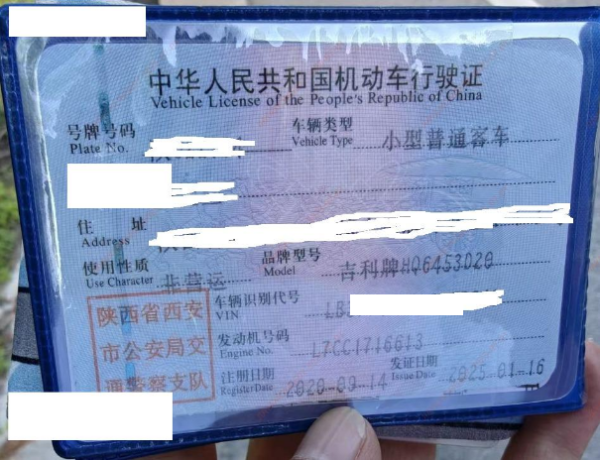 中华人民共和国机动车行驶证
Vehicle License of the People's Republic of China
号牌号码
Plate No.
车辆类型 小型普通客车
Vehicle Type
住 址
Address
使用性质 非营运
Use Character
品牌型号 吉利牌HQ6453D20
Model
陕西省西安
市公安局交
通警察支队
车辆识别代号
VIN
发动机号码 L7CC1716613
Engine No.
注册日期 2020-09-14
Register Date
发证日期 2025-01-16
Issue Date